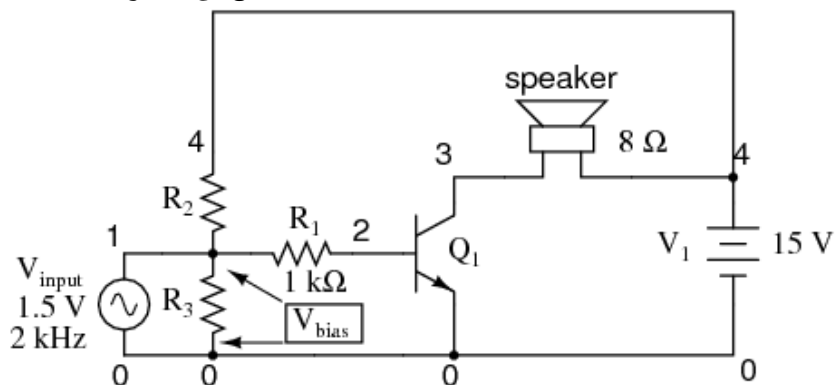 speaker
8 Ω
4
3
4
R2
R1
1
2
Q1
V1
15 V
Vinput
1.5 V
2 kHz
R3
1 kΩ
Vbias
0
0
0
0